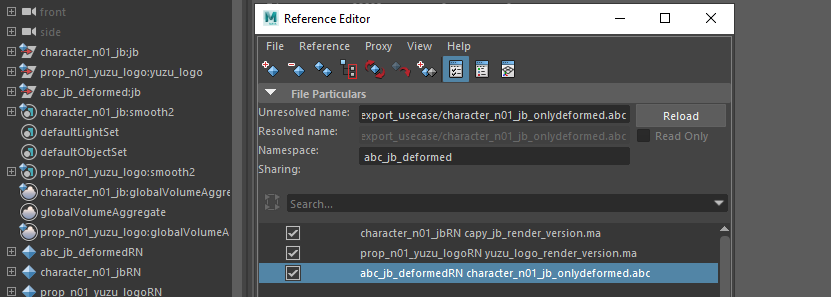 front
side
character_n01_jb:jb
prop_n01_yuzu_logo:yuzu_logo
abc_jb_deformed:jb
character_n01_jb:smooth2
defaultLightSet
defaultObjectSet
prop_n01_yuzu_logo:smooth2
character_n01_jb:globalVolumeAggre
globalVolumeAggregate
prop_n01_yuzu_logo:globalVolumeA
abc_jb_deformedRN
character_n01_jbRN
prop_n01_yuzu_logoRN
M
Reference Editor
File Reference Proxy View Help
File Particulars
Unresolved name: export_usecase/character_n01_jb_onlydeformed.abc Reload
Resolved name: export_usecase/character_n01_jb_onlydeformed.abc Read Only
Namespace: abc_jb_deformed
Sharing:
Search...
character_n01_jbRN capy_jb_render_version.ma
prop_n01_yuzu_logoRN yuzu_logo_render_version.ma
abc_jb_deformedRN character_n01_jb_onlydeformed.abc